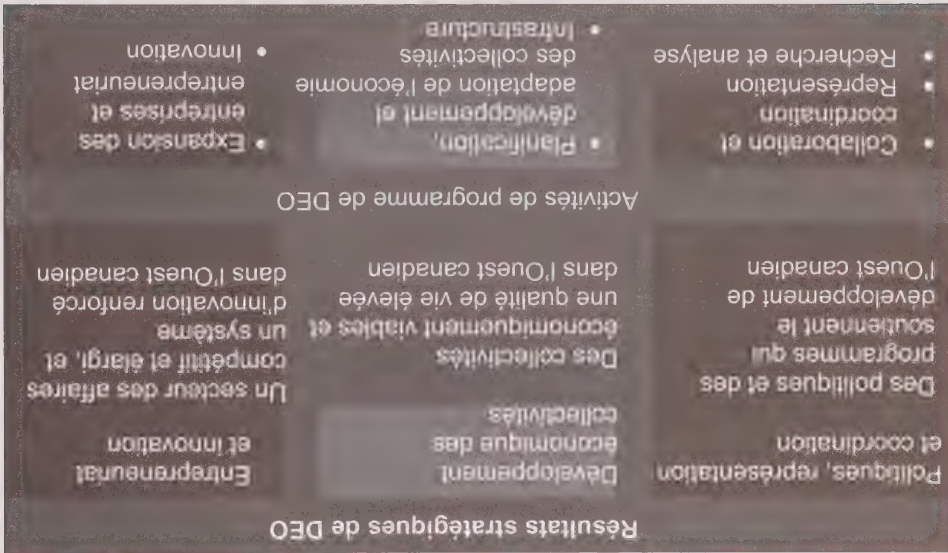 Résultats stratégiques de DEO
Politiques, représentation
et coordination
Développement
économique des
collectivités
Entrepreneuriat
et innovation
Des politiques et des
programmes qui
soutiennent le
développement de
l'Ouest canadien
Des collectivités
économiquement viables et
une qualité de vie élevée
dans l'Ouest canadien
Un secteur des affaires
compétitif et élargi, et
un système
d'innovation renforcé
dans l'Ouest canadien
Activités de programme de DEO
• Collaboration et
coordination
• Représentation
• Recherche et analyse
• Planification,
développement et
adaptation de l'économie
des collectivités
• Infrastructure
• Expansion des
entreprises et
entrepreneuriat
• Innovation